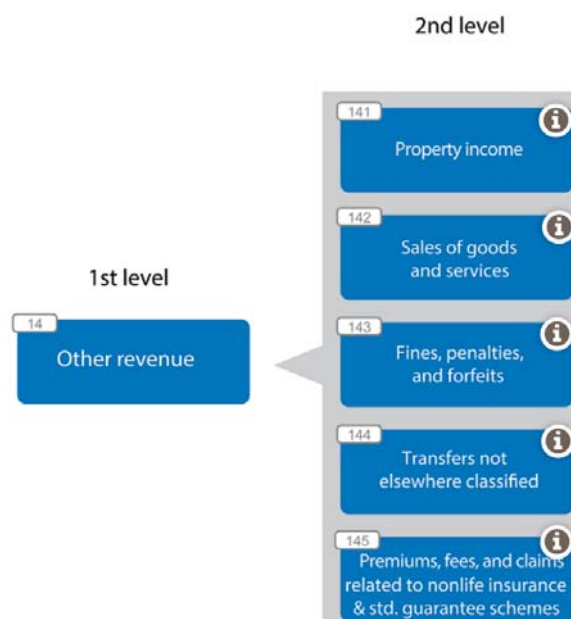 2nd level
141
Property income
142
Sales of goods
and services
1st level
14
Other revenue
143
Fines, penalties,
and forfeits
144
Transfers not
elsewhere classified
145
Premiums, fees, and claims
related to nonlife insurance
& std. guarantee schemes